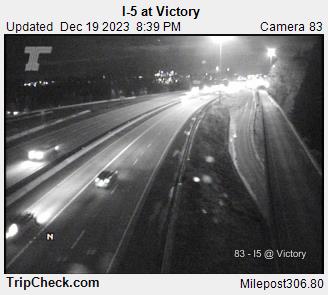 I-5 at Victory
Updated Dec 19 2023 8:39 PM Camera 83
N
83 - I5 @ Victory
TripCheck.com Milepost306.80